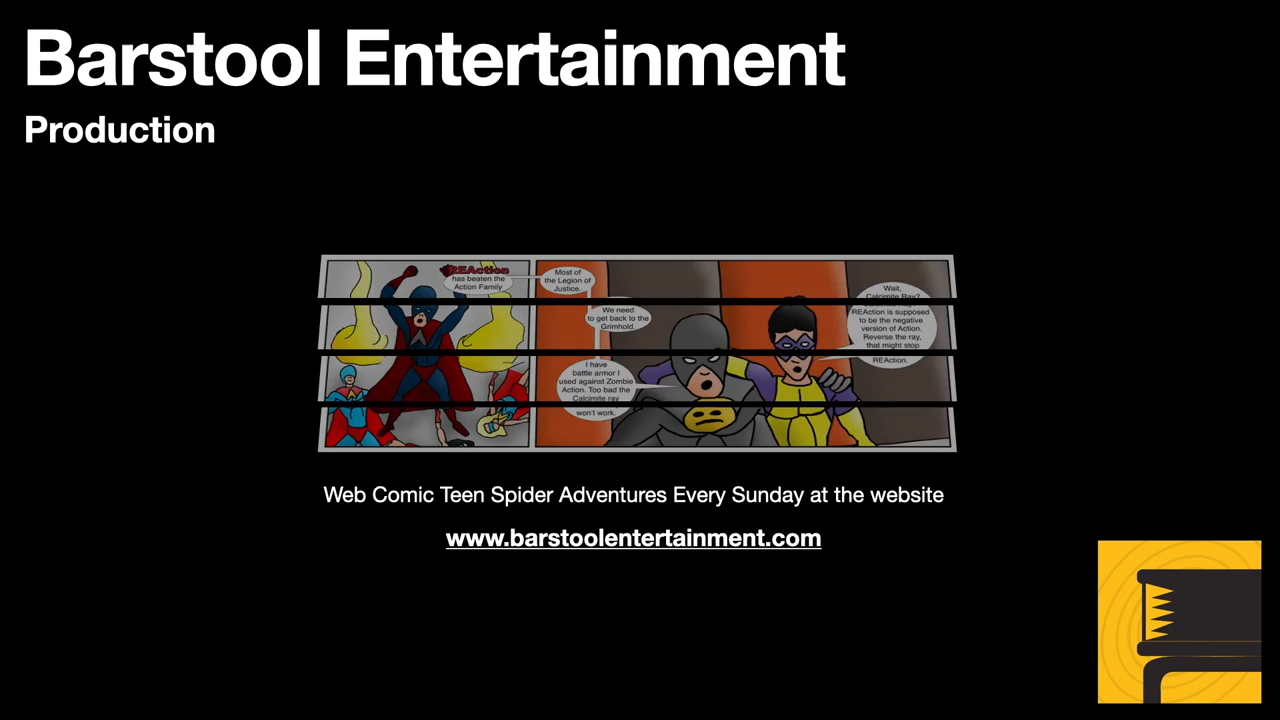 Barstool Entertainment
Production
REAction
has beaten the
Action Family
Most of
the Legion of
Justice.
We need
to get back to the
Grimhold.
I have
battle armor I
used against Zombie
Action. Too bad the
Calcimite ray
won't work.
Wait,
Calcimite Ray?
REAction is supposed
to be the negative
version of Action.
Reverse the ray,
that might stop
REAction.
Web Comic Teen Spider Adventures Every Sunday at the website
www.barstoolentertainment.com